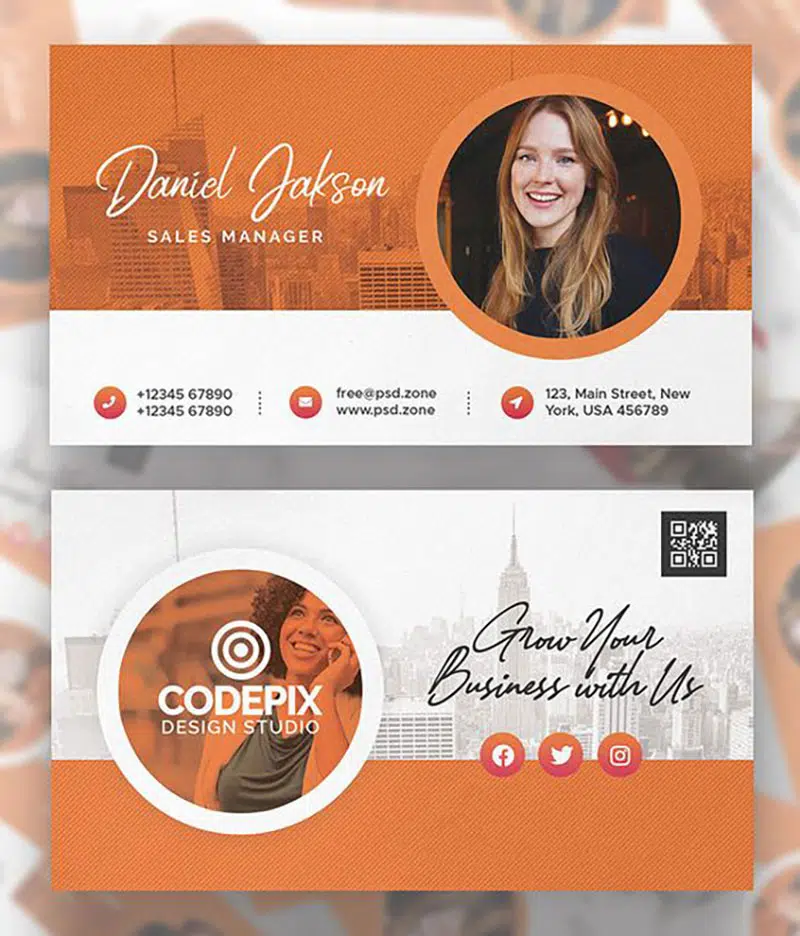 Daniel Jakson
SALES MANAGER
+12345 67890
+12345 67890
free@psd.zone
www.psd.zone
123, Main Street, New
York, USA 456789
CODEPIX
DESIGN STUDIO
Grow Your
Business with Us